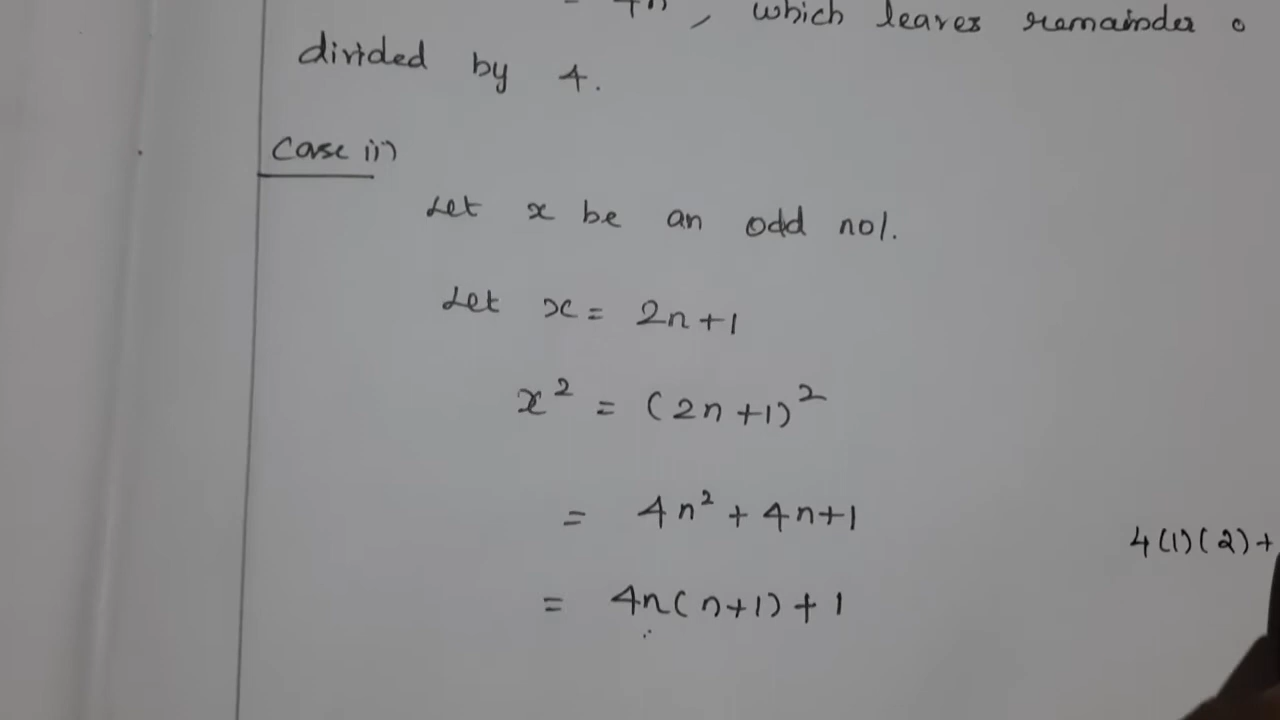 = 4n², which leaves remainder 0
divided by 4.
Case ii)
Let x be an odd no/.
Let x = 2n+1
x² = (2n+1)²
= 4n² + 4n+1
4(1)(2)+
= 4n(n+1)+1